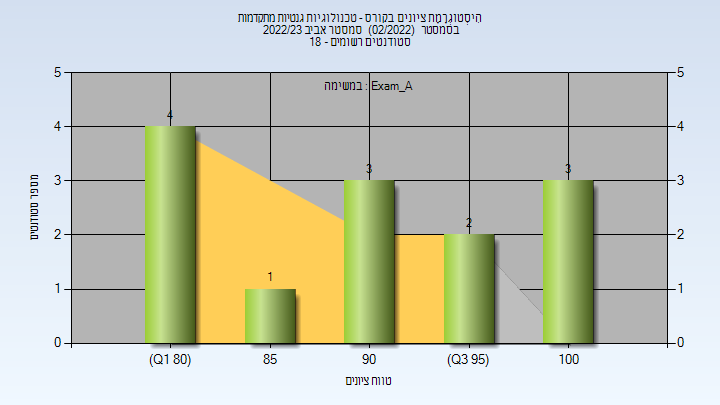 היסטוגרמת ציונים בקורס - טכנולוגיות גנטיות מתקדמות
בסמסטר (02/2022) סמסטר אביב 2022/23
סטודנטים רשומים - 18
במשימה : Exam_A
5 5
4 4
3 3
2 2
1 1
0 0
4 1 3 2 3
מספר סטודנטים
(Q1 80) 85 90 (Q3 95) 100
טווח ציונים